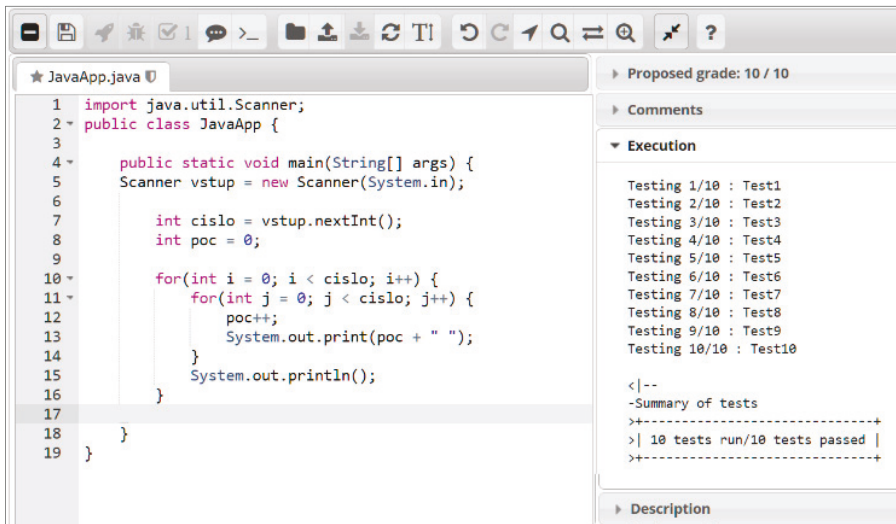 1
>_
T
?
JavaApp.java
Proposed grade: 10 / 10
Comments
Execution
1 import java.util.Scanner;
2 public class JavaApp {
3
4 public static void main(String[] args) {
5 Scanner vstup = new Scanner(System.in);
6
7 int cislo = vstup.nextInt();
8 int poc = 0;
9
10 for(int i = 0; i < cislo; i++) {
11 for(int j = 0; j < cislo; j++) {
12 poc++;
13 System.out.print(poc + " ");
14 }
15 System.out.println();
16 }
17
18 }
19 }
Testing 1/10 : Test1
Testing 2/10 : Test2
Testing 3/10 : Test3
Testing 4/10 : Test4
Testing 5/10 : Test5
Testing 6/10 : Test6
Testing 7/10 : Test7
Testing 8/10 : Test8
Testing 9/10 : Test9
Testing 10/10 : Test10
<|--
-Summary of tests
>+------------------------------+
>| 10 tests run/10 tests passed |
>+------------------------------+
Description